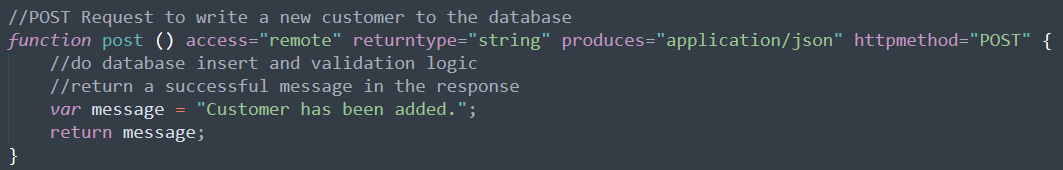 //POST Request to write a new customer to the database
function post () access="remote" returntype="string" produces="application/json" httpmethod="POST" {
//do database insert and validation logic
//return a successful message in the response
var message = "Customer has been added.";
return message;
}